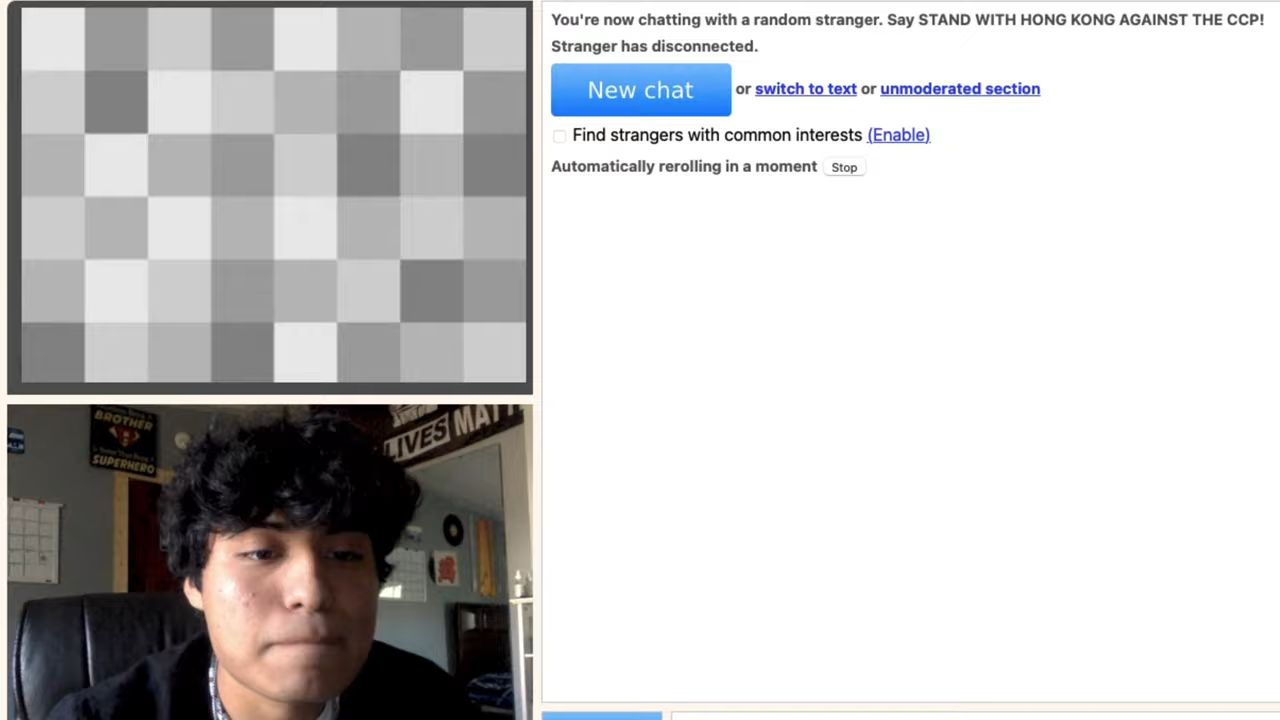 You're now chatting with a random stranger. Say STAND WITH HONG KONG AGAINST THE CCP!
Stranger has disconnected.
New chat or switch to text or unmoderated section
Find strangers with common interests (Enable)
Automatically rerolling in a moment Stop
BROTHER
SUPERHERO
LIVES MATT